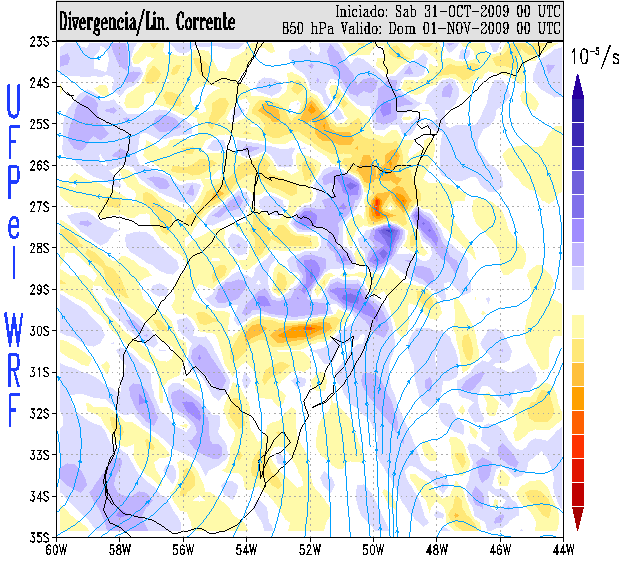 Divergencia/Lin. Corrente
Iniciado: Sab 31-OCT-2009 00 UTC
850 hPa Valido: Dom 01-NOV-2009 00 UTC
10⁻⁵/s
UFPel WRF
23S
24S
25S
26S
27S
28S
29S
30S
31S
32S
33S
34S
35S
60W 58W 56W 54W 52W 50W 48W 46W 44W